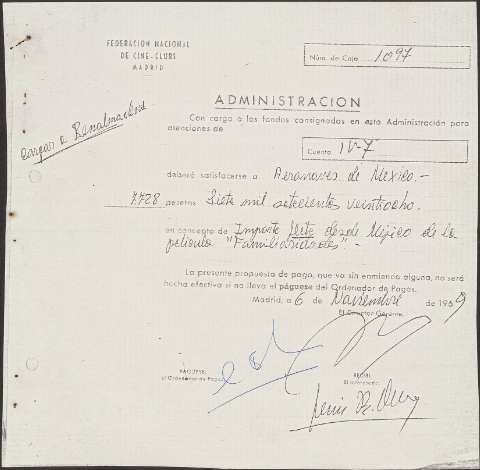 FEDERACION NACIONAL
DE CINE-CLUBS
MADRID
Núm. de Caja 1097
ADMINISTRACION
Con cargo a los fondos consignados en esta Administración para
atenciones de
Cuenta IV-7
deberá satisfacerse a Aeronaves de Mexico.-
7.728 pesetas Siete mil setecientas veintiocho.
en concepto de Importe flete desde Méjico de la
película "Familiaridades".-
La presente propuesta de pago, que va sin enmienda alguna, no será
hecha efectiva si no lleva el páguese del Ordenador de Pagos.
Madrid, a 6 de Noviembre de 1969
El Gerente,
PAGUESE:
El Ordenador de Pagos,
RECIBI:
El interesado,